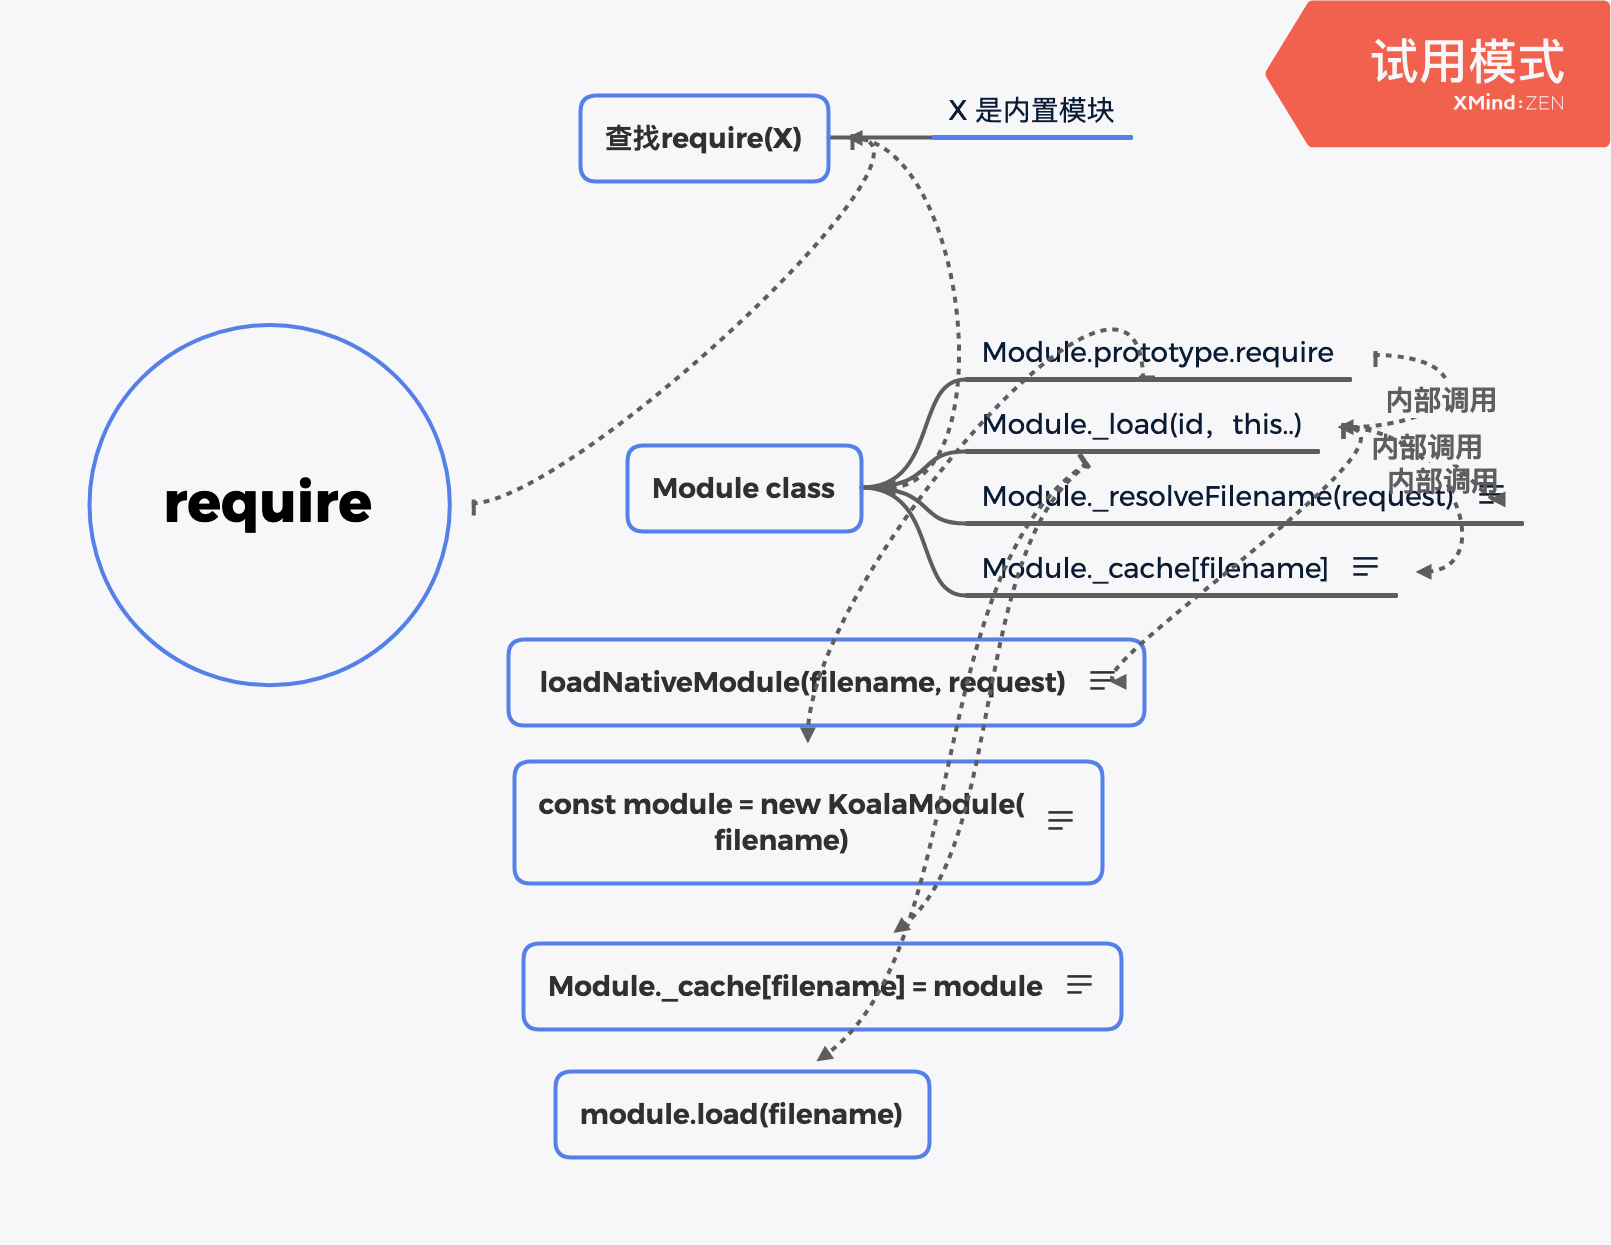 试用模式
XMind:ZEN
X 是内置模块
查找require(X)
require
Module class
Module.prototype.require
内部调用
Module._load(id，this..)
内部调用
内部调用
Module._resolveFilename(request)
Module._cache[filename]
loadNativeModule(filename, request)
const module = new KoalaModule(
filename)
Module._cache[filename] = module
module.load(filename)